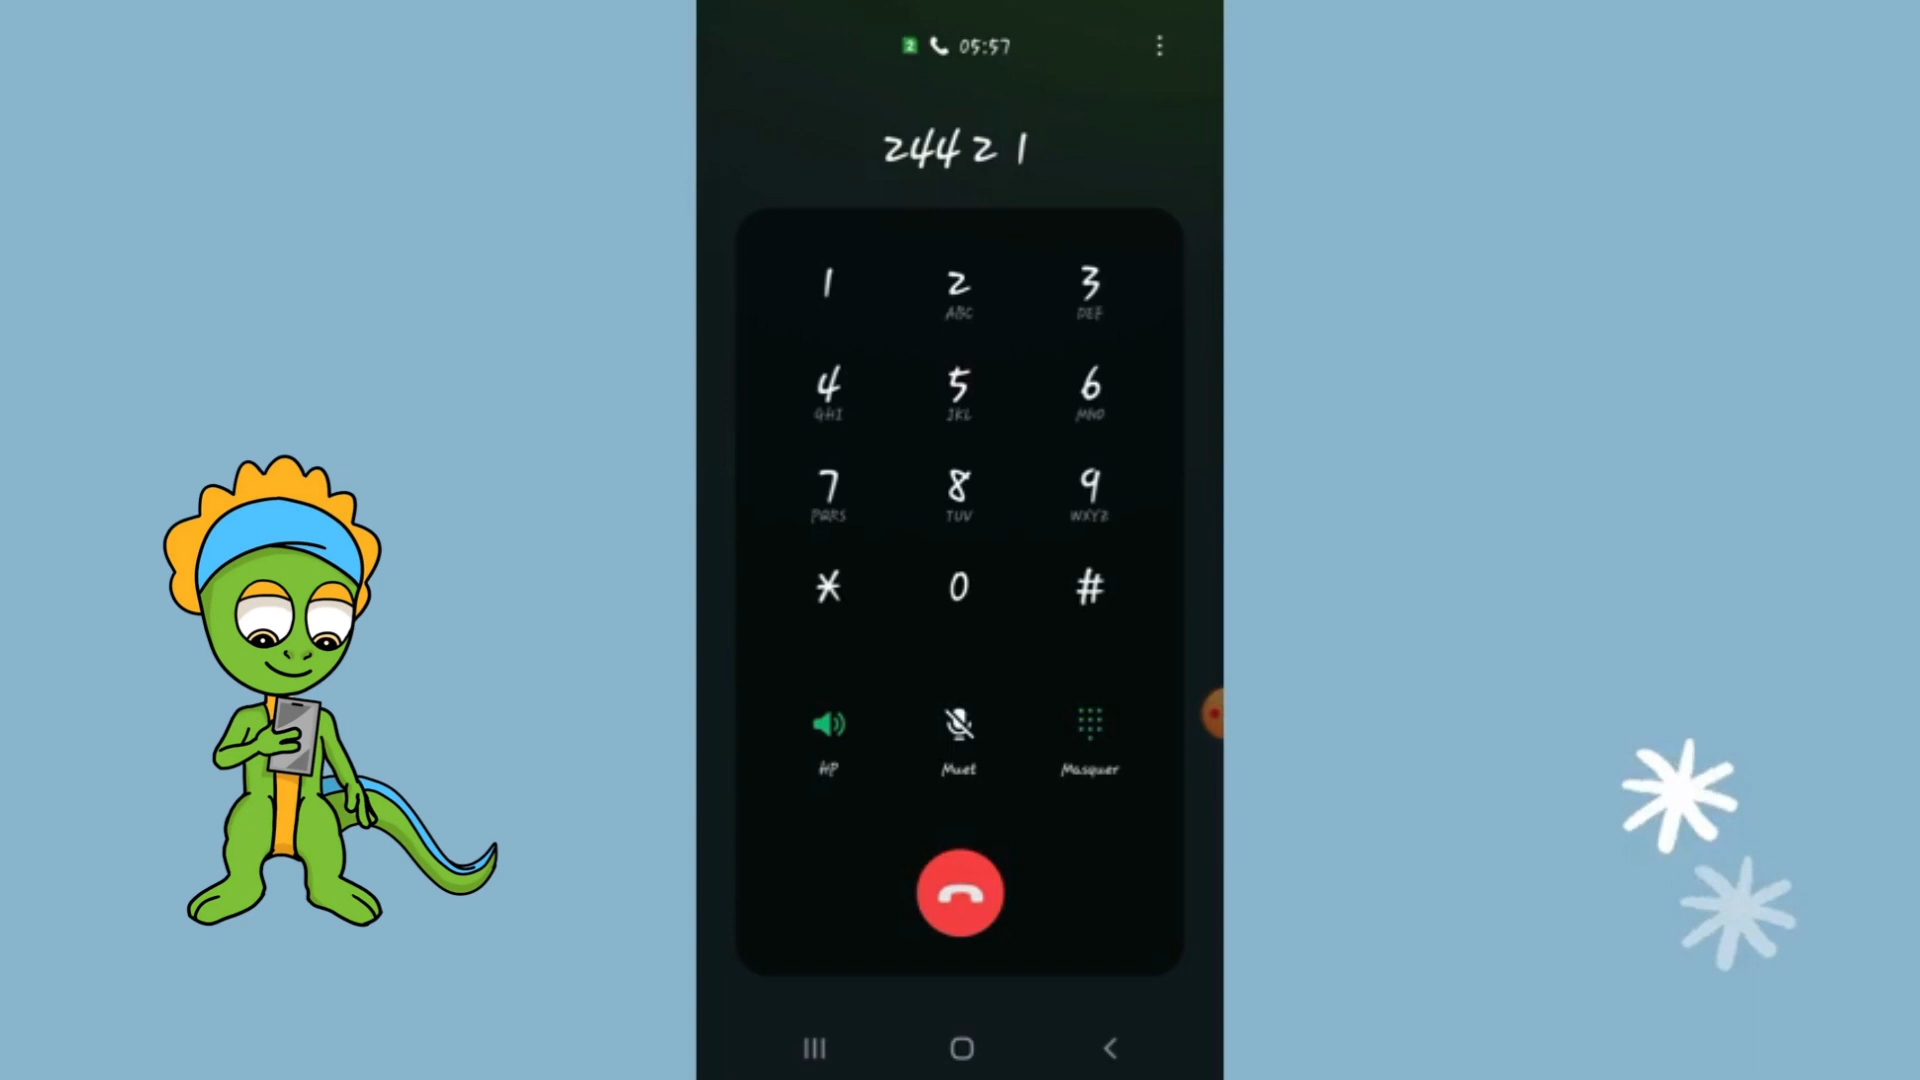 2 05:57
24421
1 2 3
ABC DEF
4 5 6
GHI JKL MNO
7 8 9
PQRS TUV WXYZ
* 0 #
HP Muet Masquer